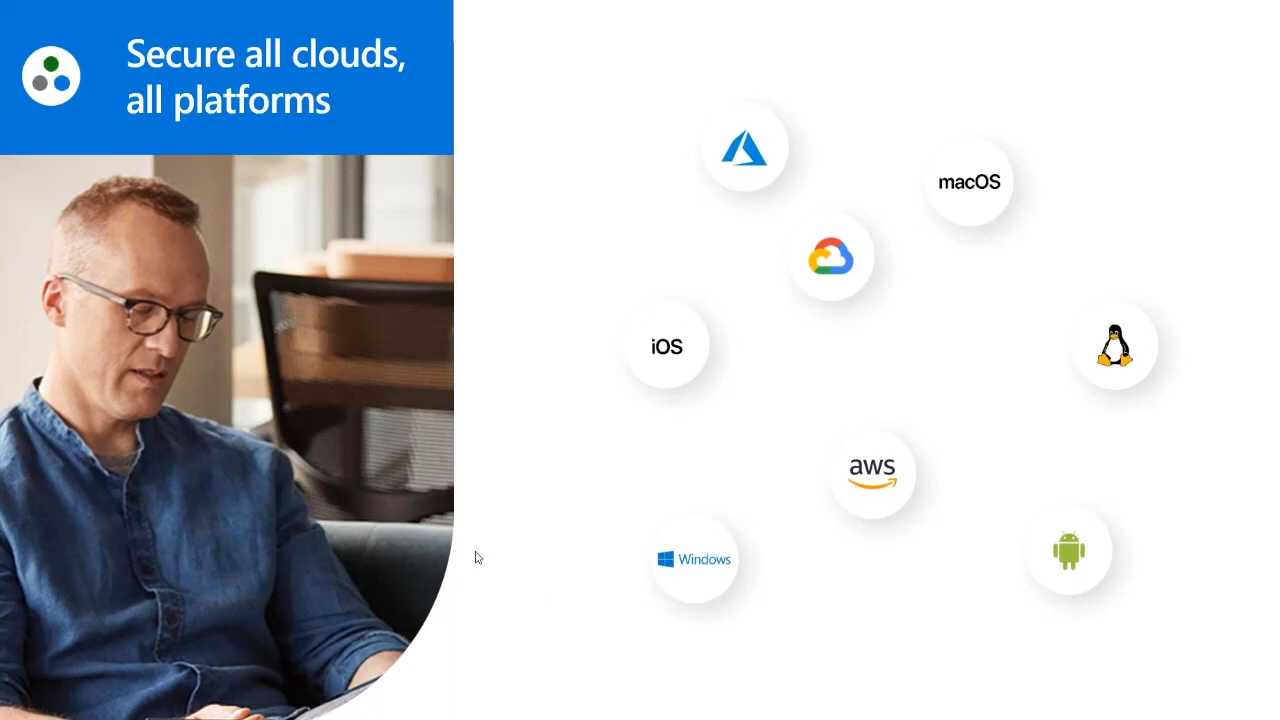 Secure all clouds,
all platforms
macOS
iOS
aws
Windows